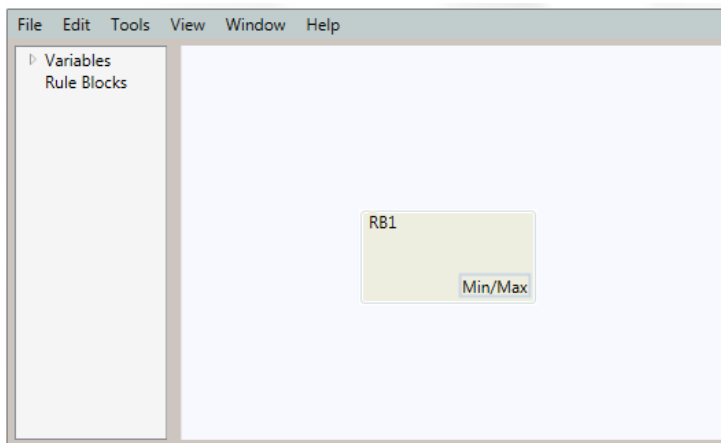 File Edit Tools View Window Help
Variables
Rule Blocks
RB1
Min/Max